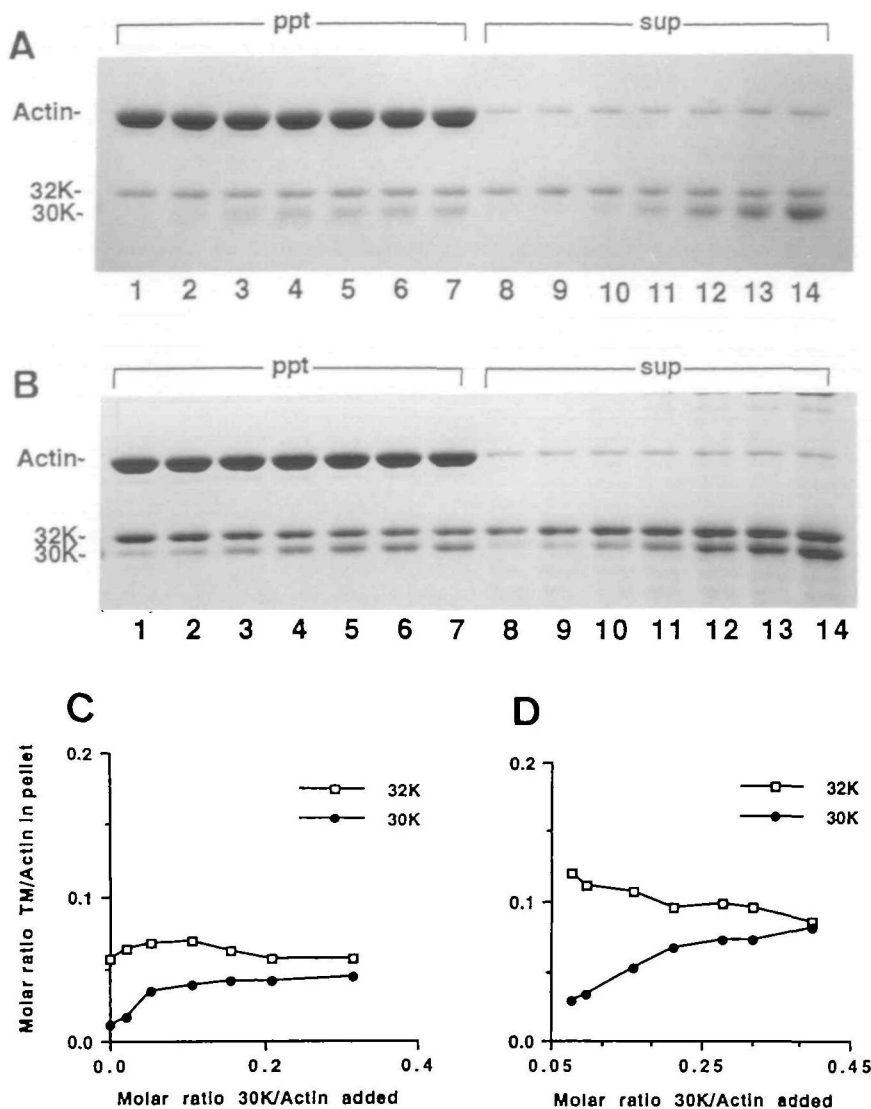 A
ppt
sup
Actin-
32K-
30K-
1 2 3 4 5 6 7 8 9 10 11 12 13 14
B
ppt
sup
Actin-
32K-
30K-
1 2 3 4 5 6 7 8 9 10 11 12 13 14
C
Molar ratio TM/Actin in pellet
0.2
0.1
0.0
32K
30K
0.0 0.2 0.4
Molar ratio 30K/Actin added
D
0.2
0.1
0.0
32K
30K
0.05 0.25 0.45
Molar ratio 30K/Actin added